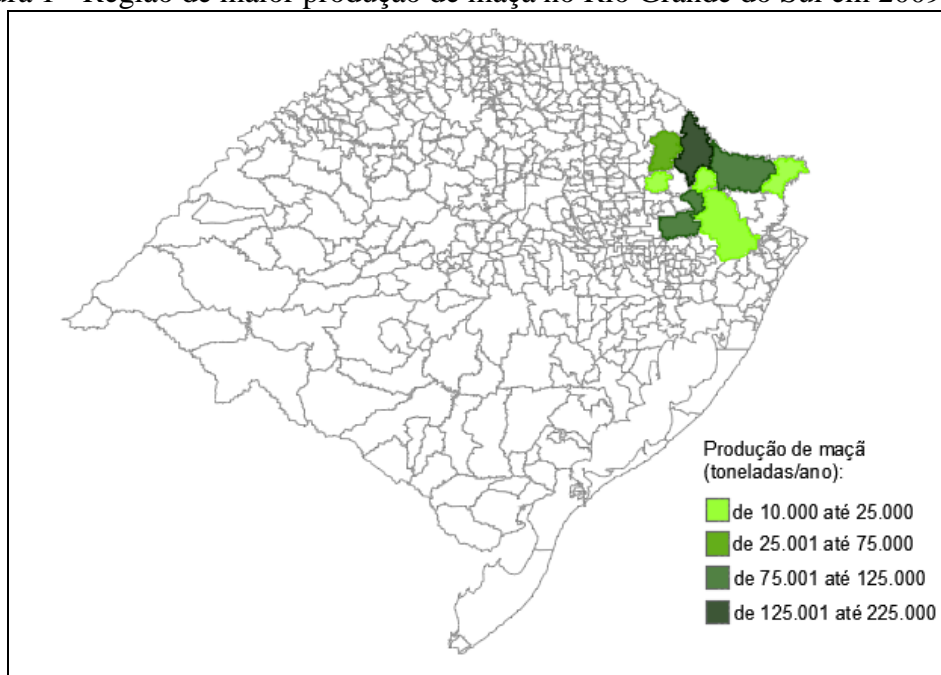 Região de maior produção de maçã no Rio Grande do Sul em 2009
Produção de maçã
(toneladas/ano):
de 10.000 até 25.000
de 25.001 até 75.000
de 75.001 até 125.000
de 125.001 até 225.000